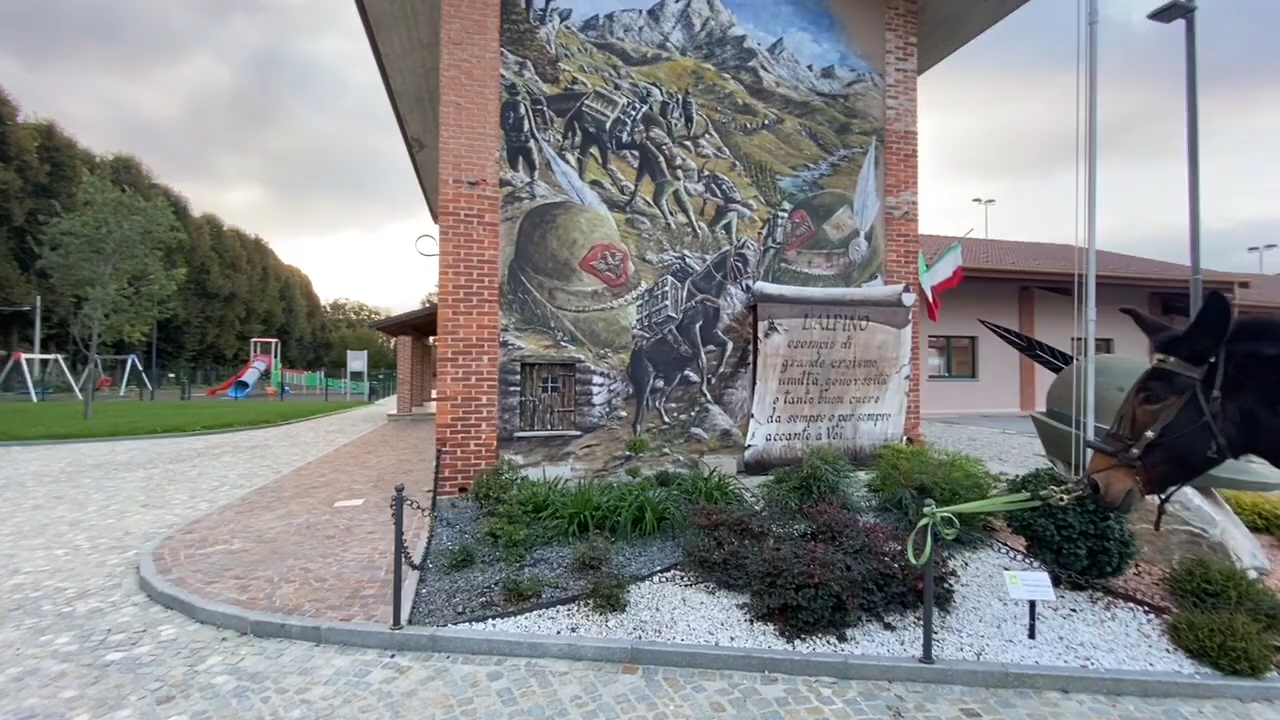 L'ALPINO
esempio di
grande eroismo,
umiltà, generosità
e tanto buon cuore
da sempre e per sempre
accanto a Voi...